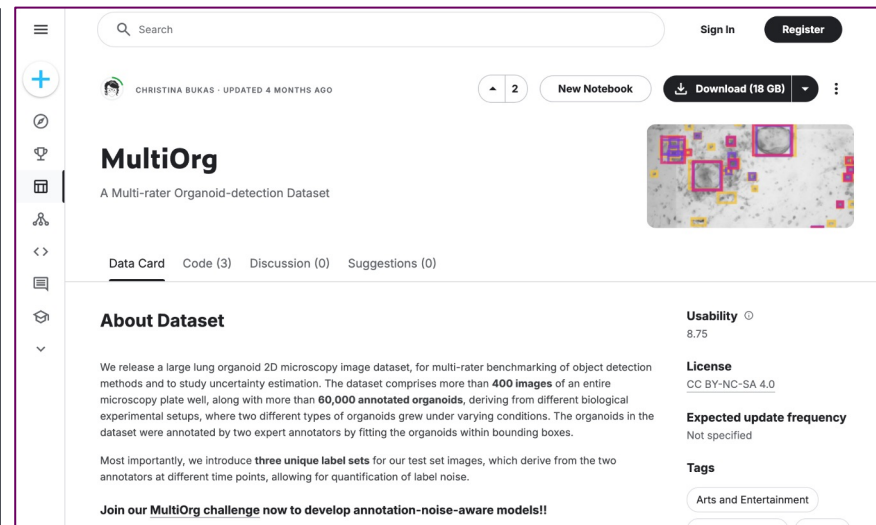 Search
Sign In
Register
CHRISTINA BUKAS · UPDATED 4 MONTHS AGO
2
New Notebook
Download (18 GB)
MultiOrg
A Multi-rater Organoid-detection Dataset
Data Card
Code (3)
Discussion (0)
Suggestions (0)
About Dataset
We release a large lung organoid 2D microscopy image dataset, for multi-rater benchmarking of object detection
methods and to study uncertainty estimation. The dataset comprises more than 400 images of an entire
microscopy plate well, along with more than 60,000 annotated organoids, deriving from different biological
experimental setups, where two different types of organoids grew under varying conditions. The organoids in the
dataset were annotated by two expert annotators by fitting the organoids within bounding boxes.
Most importantly, we introduce three unique label sets for our test set images, which derive from the two
annotators at different time points, allowing for quantification of label noise.
Join our MultiOrg challenge now to develop annotation-noise-aware models!!
Usability
8.75
License
CC BY-NC-SA 4.0
Expected update frequency
Not specified
Tags
Arts and Entertainment